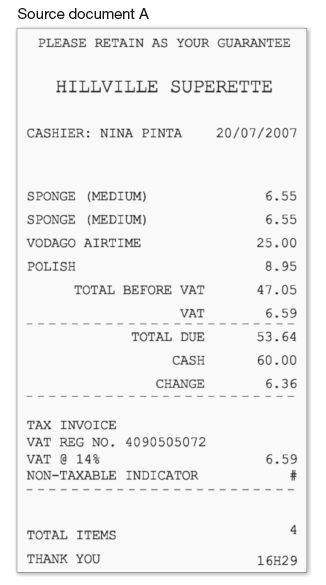 Source document A
PLEASE RETAIN AS YOUR GUARANTEE
HILLVILLE SUPERETTE
CASHIER: NINA PINTA 20/07/2007
SPONGE (MEDIUM) 6.55
SPONGE (MEDIUM) 6.55
VODAGO AIRTIME 25.00
POLISH 8.95
TOTAL BEFORE VAT 47.05
VAT 6.59
TOTAL DUE 53.64
CASH 60.00
CHANGE 6.36
TAX INVOICE
VAT REG NO. 4090505072
VAT @ 14% 6.59
NON-TAXABLE INDICATOR #
TOTAL ITEMS 4
THANK YOU 16H29